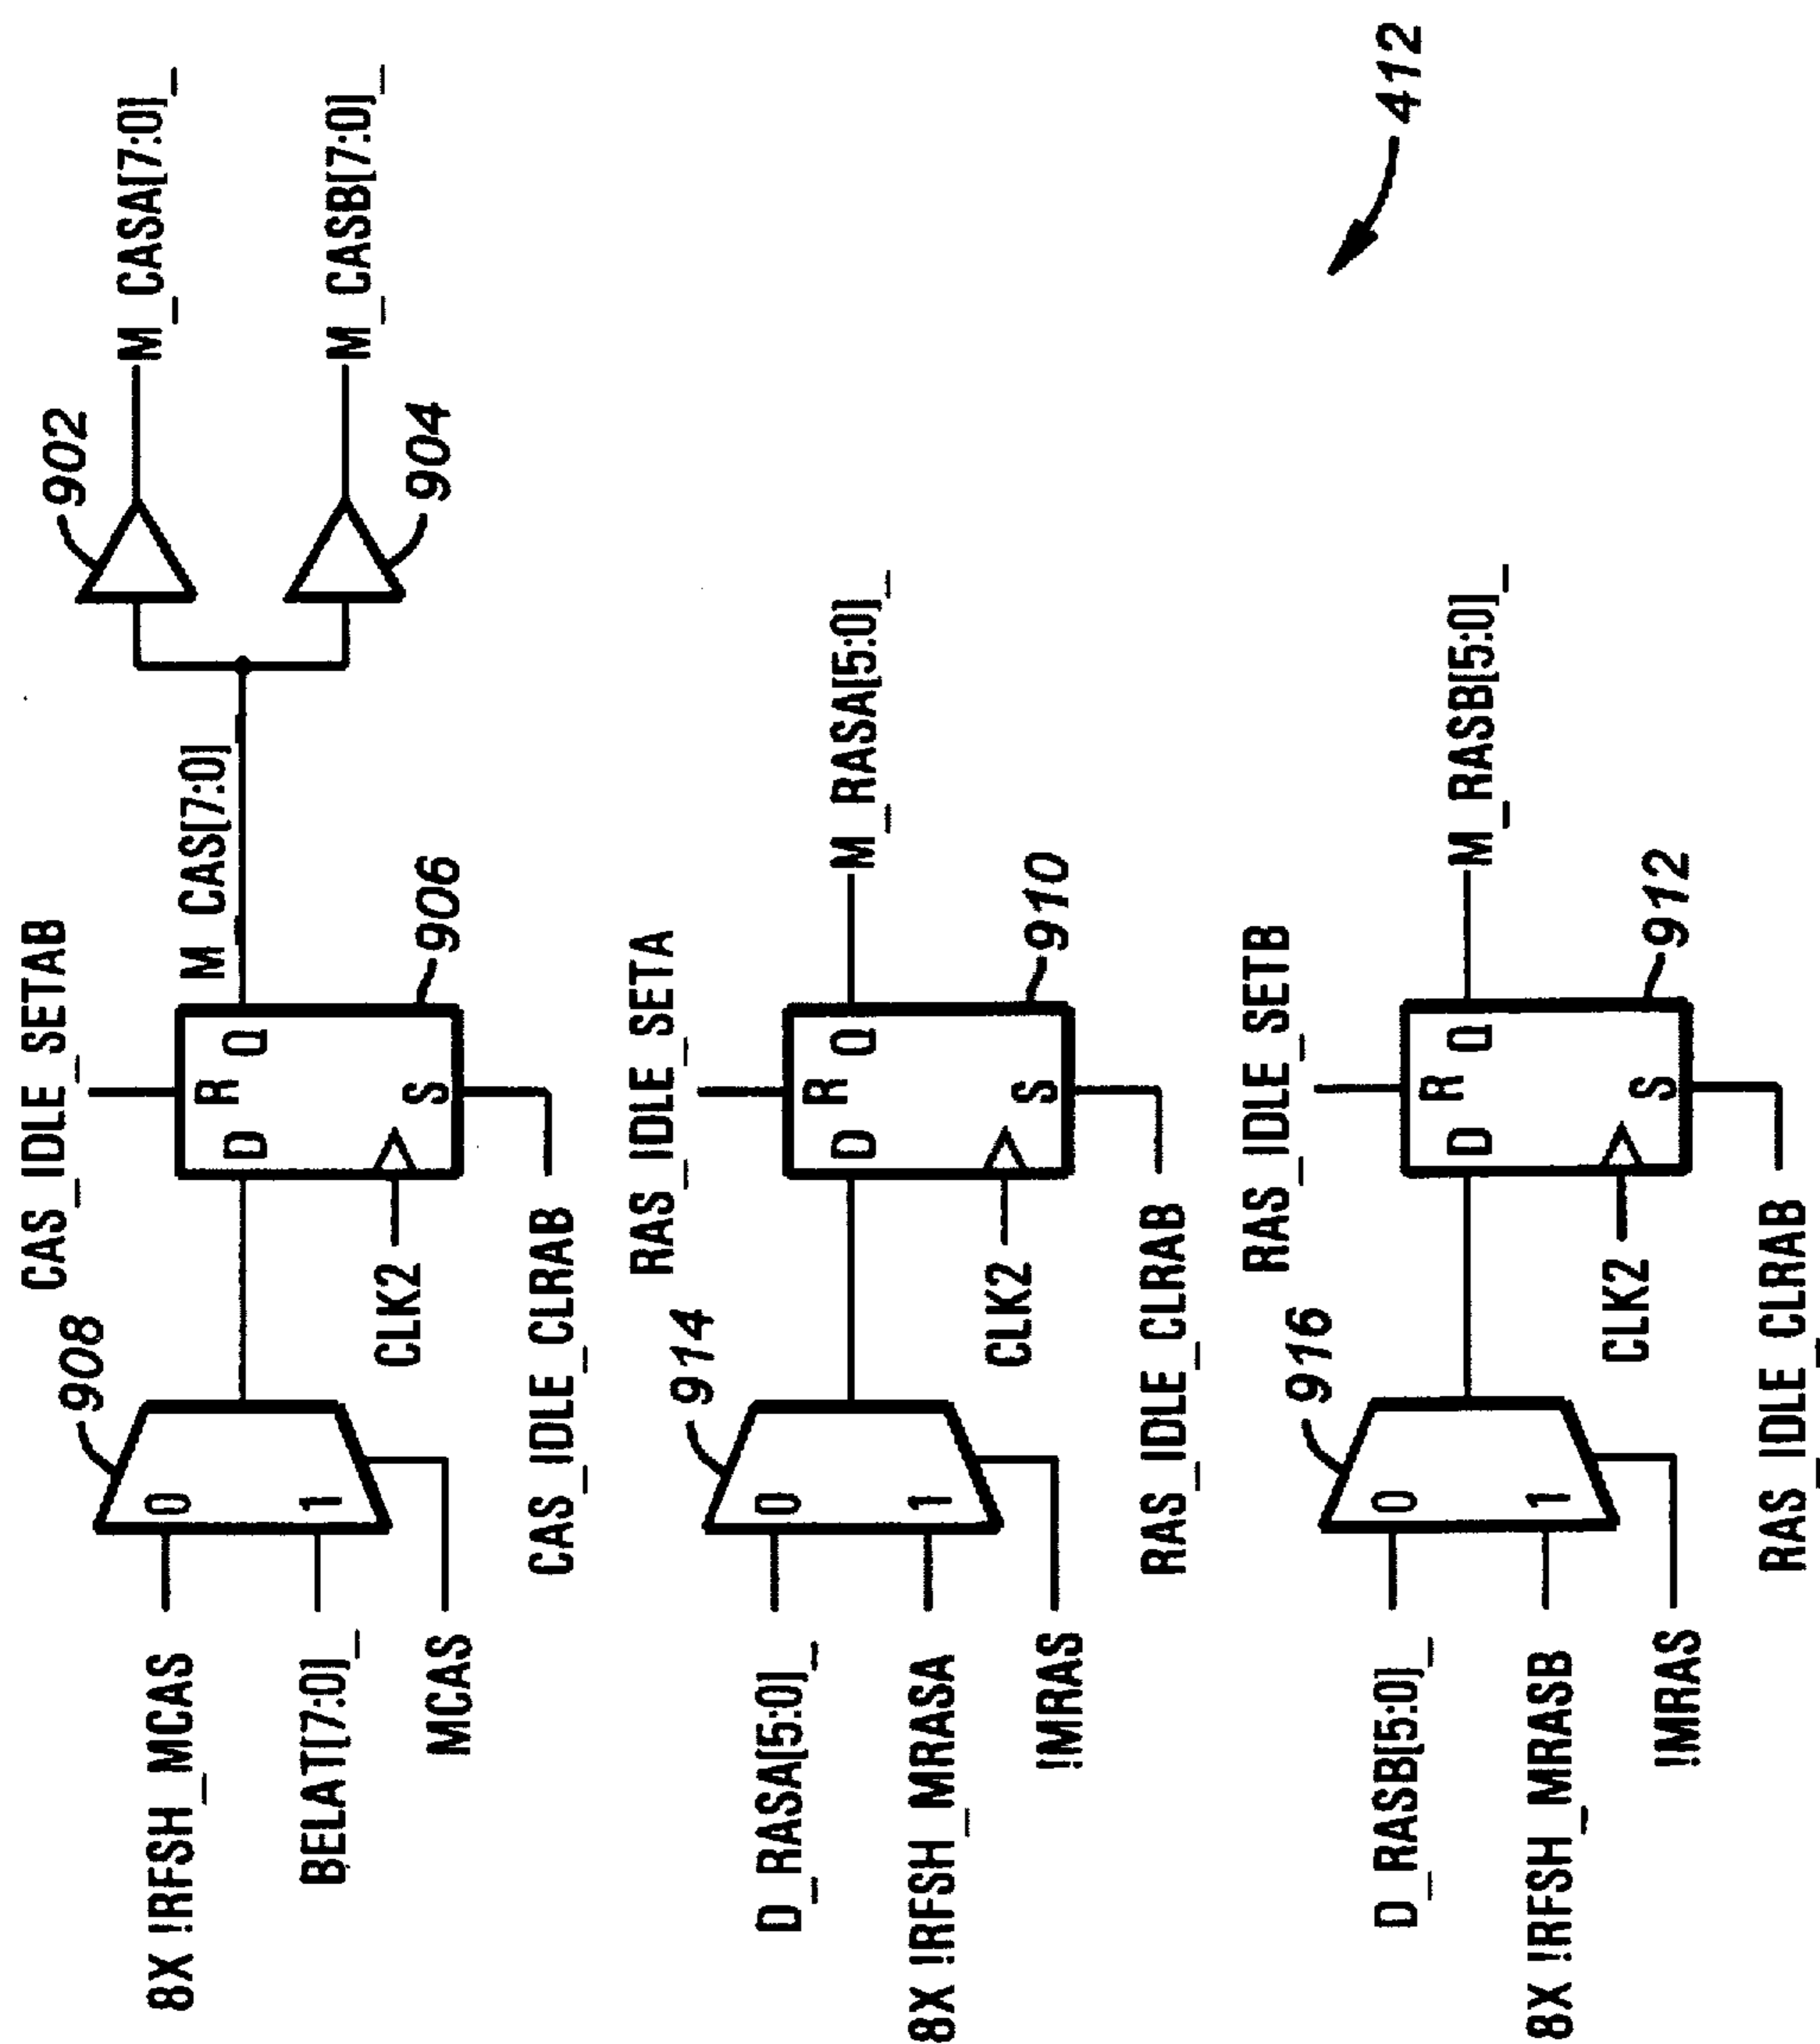 908
CAS_IDLE_SETAB
8X !RFSH_MCAS
0
D
R
Q
M_CAS[7:0]
902
M_CASA[7:0]_
BELAT[7:0]_
1
MCAS
CLK2
S
906
904
M_CASB[7:0]_
CAS_IDLE_CLRAB
914
RAS_IDLE_SETA
D_RASA[5:0]_
0
D
R
Q
M_RASA[5:0]_
8X !RFSH_MRASA
1
!MRAS
CLK2
S
910
RAS_IDLE_CLRAB
916
RAS_IDLE_SETB
D_RASB[5:0]_
0
D
R
Q
M_RASB[5:0]_
8X !RFSH_MRASB
1
!MRAS
CLK2
S
912
RAS_IDLE_CLRAB
412